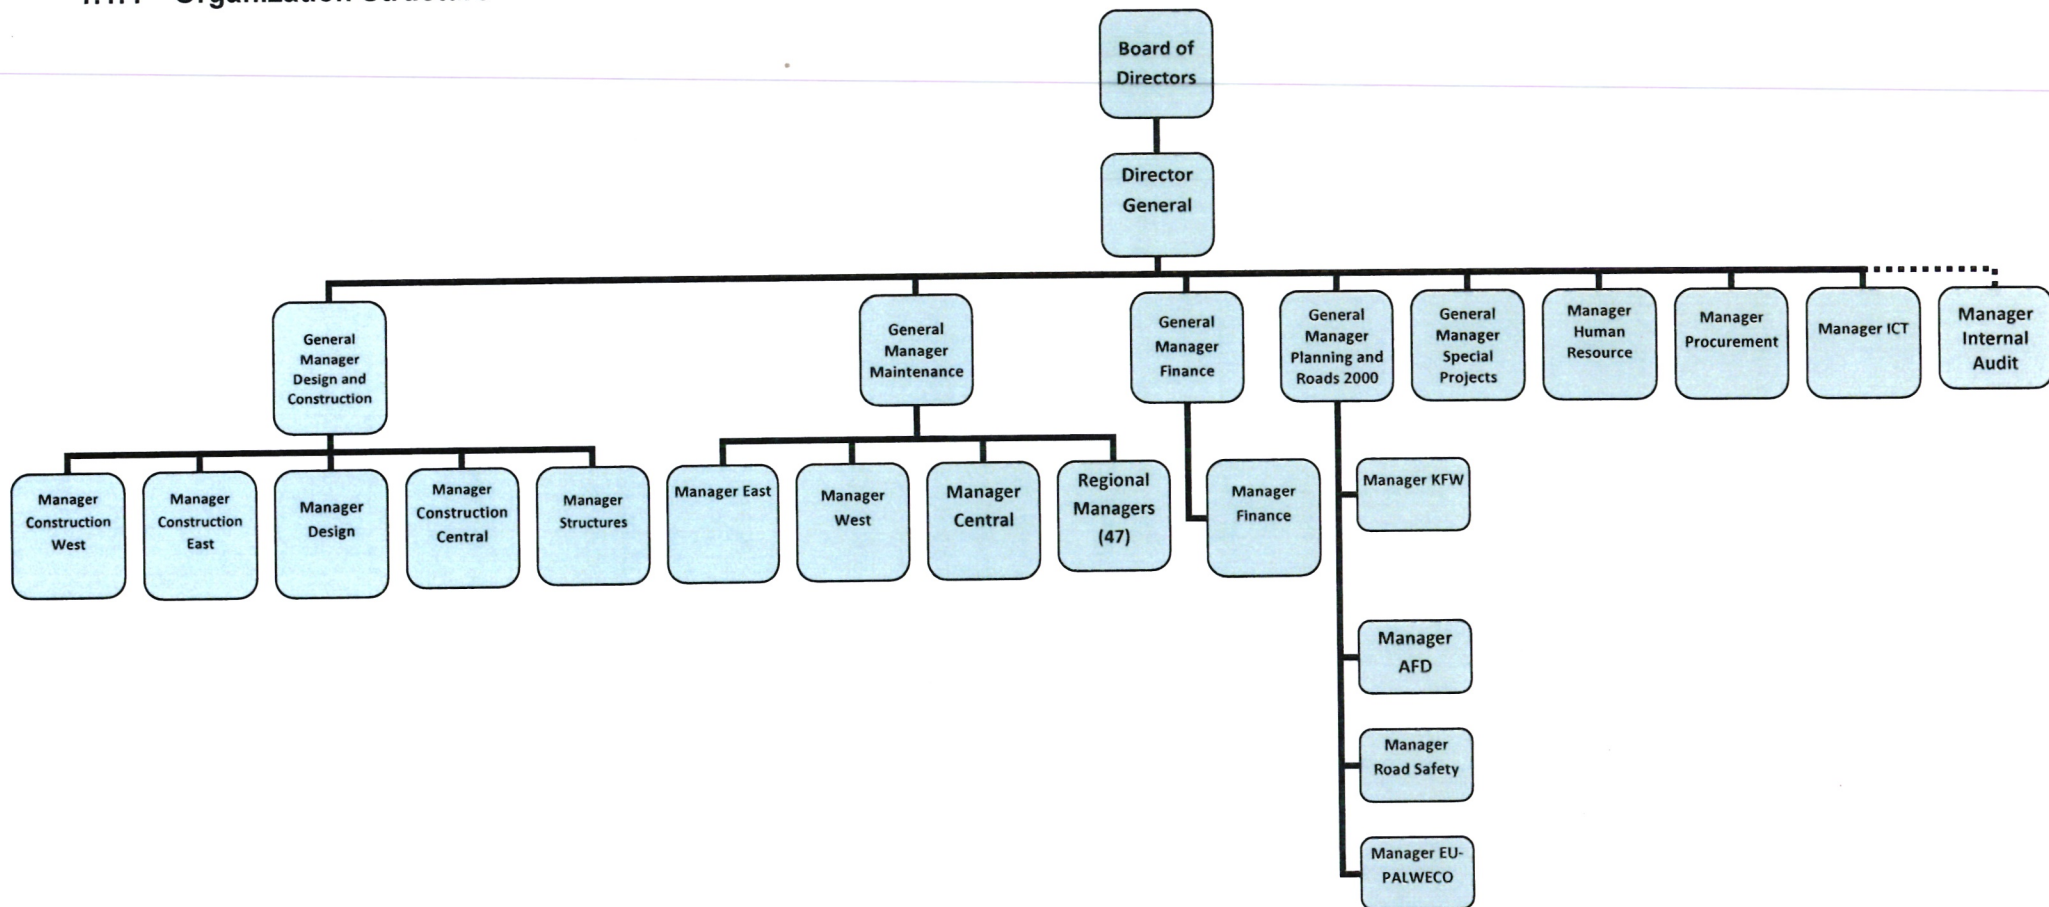 Board of
Directors
Director
General
General
Manager
Design and
Construction
General
Manager
Maintenance
General
Manager
Finance
General
Manager
Planning and
Roads 2000
General
Manager
Special
Projects
Manager
Human
Resource
Manager
Procurement
Manager ICT
Manager
Internal
Audit
Manager
Construction
West
Manager
Construction
East
Manager
Design
Manager
Construction
Central
Manager
Structures
Manager East
Manager
West
Manager
Central
Regional
Managers
(47)
Manager
Finance
Manager KFW
Manager
AFD
Manager
Road Safety
Manager EU-
PALWECO